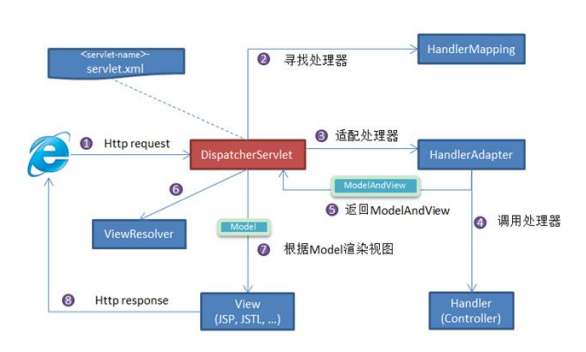 <servlet-name>-
servlet.xml
② 寻找处理器
HandlerMapping
① Http request
DispatcherServlet
③ 适配处理器
HandlerAdapter
ModelAndView
⑤ 返回ModelAndView
④ 调用处理器
⑥
ViewResolver
Model
⑦ 根据Model渲染视图
⑧ Http response
View
(JSP, JSTL, ...)
Handler
(Controller)